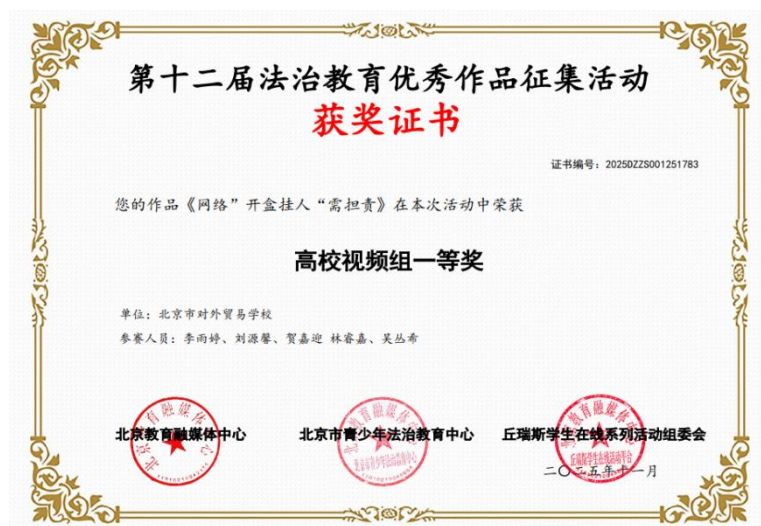 第十二届法治教育优秀作品征集活动
获奖证书
证书编号：2025DZZS001251783
您的作品《网络”开盒挂人“需担责》在本次活动中荣获
高校视频组一等奖
单位：北京市对外贸易学校
参赛人员：李雨婷、刘源馨、贺嘉迎 林睿嘉、吴丛希
北京教育融媒体中心
北京市青少年法治教育中心
丘瑞斯学生在线系列活动组委会
二〇二五年十一月